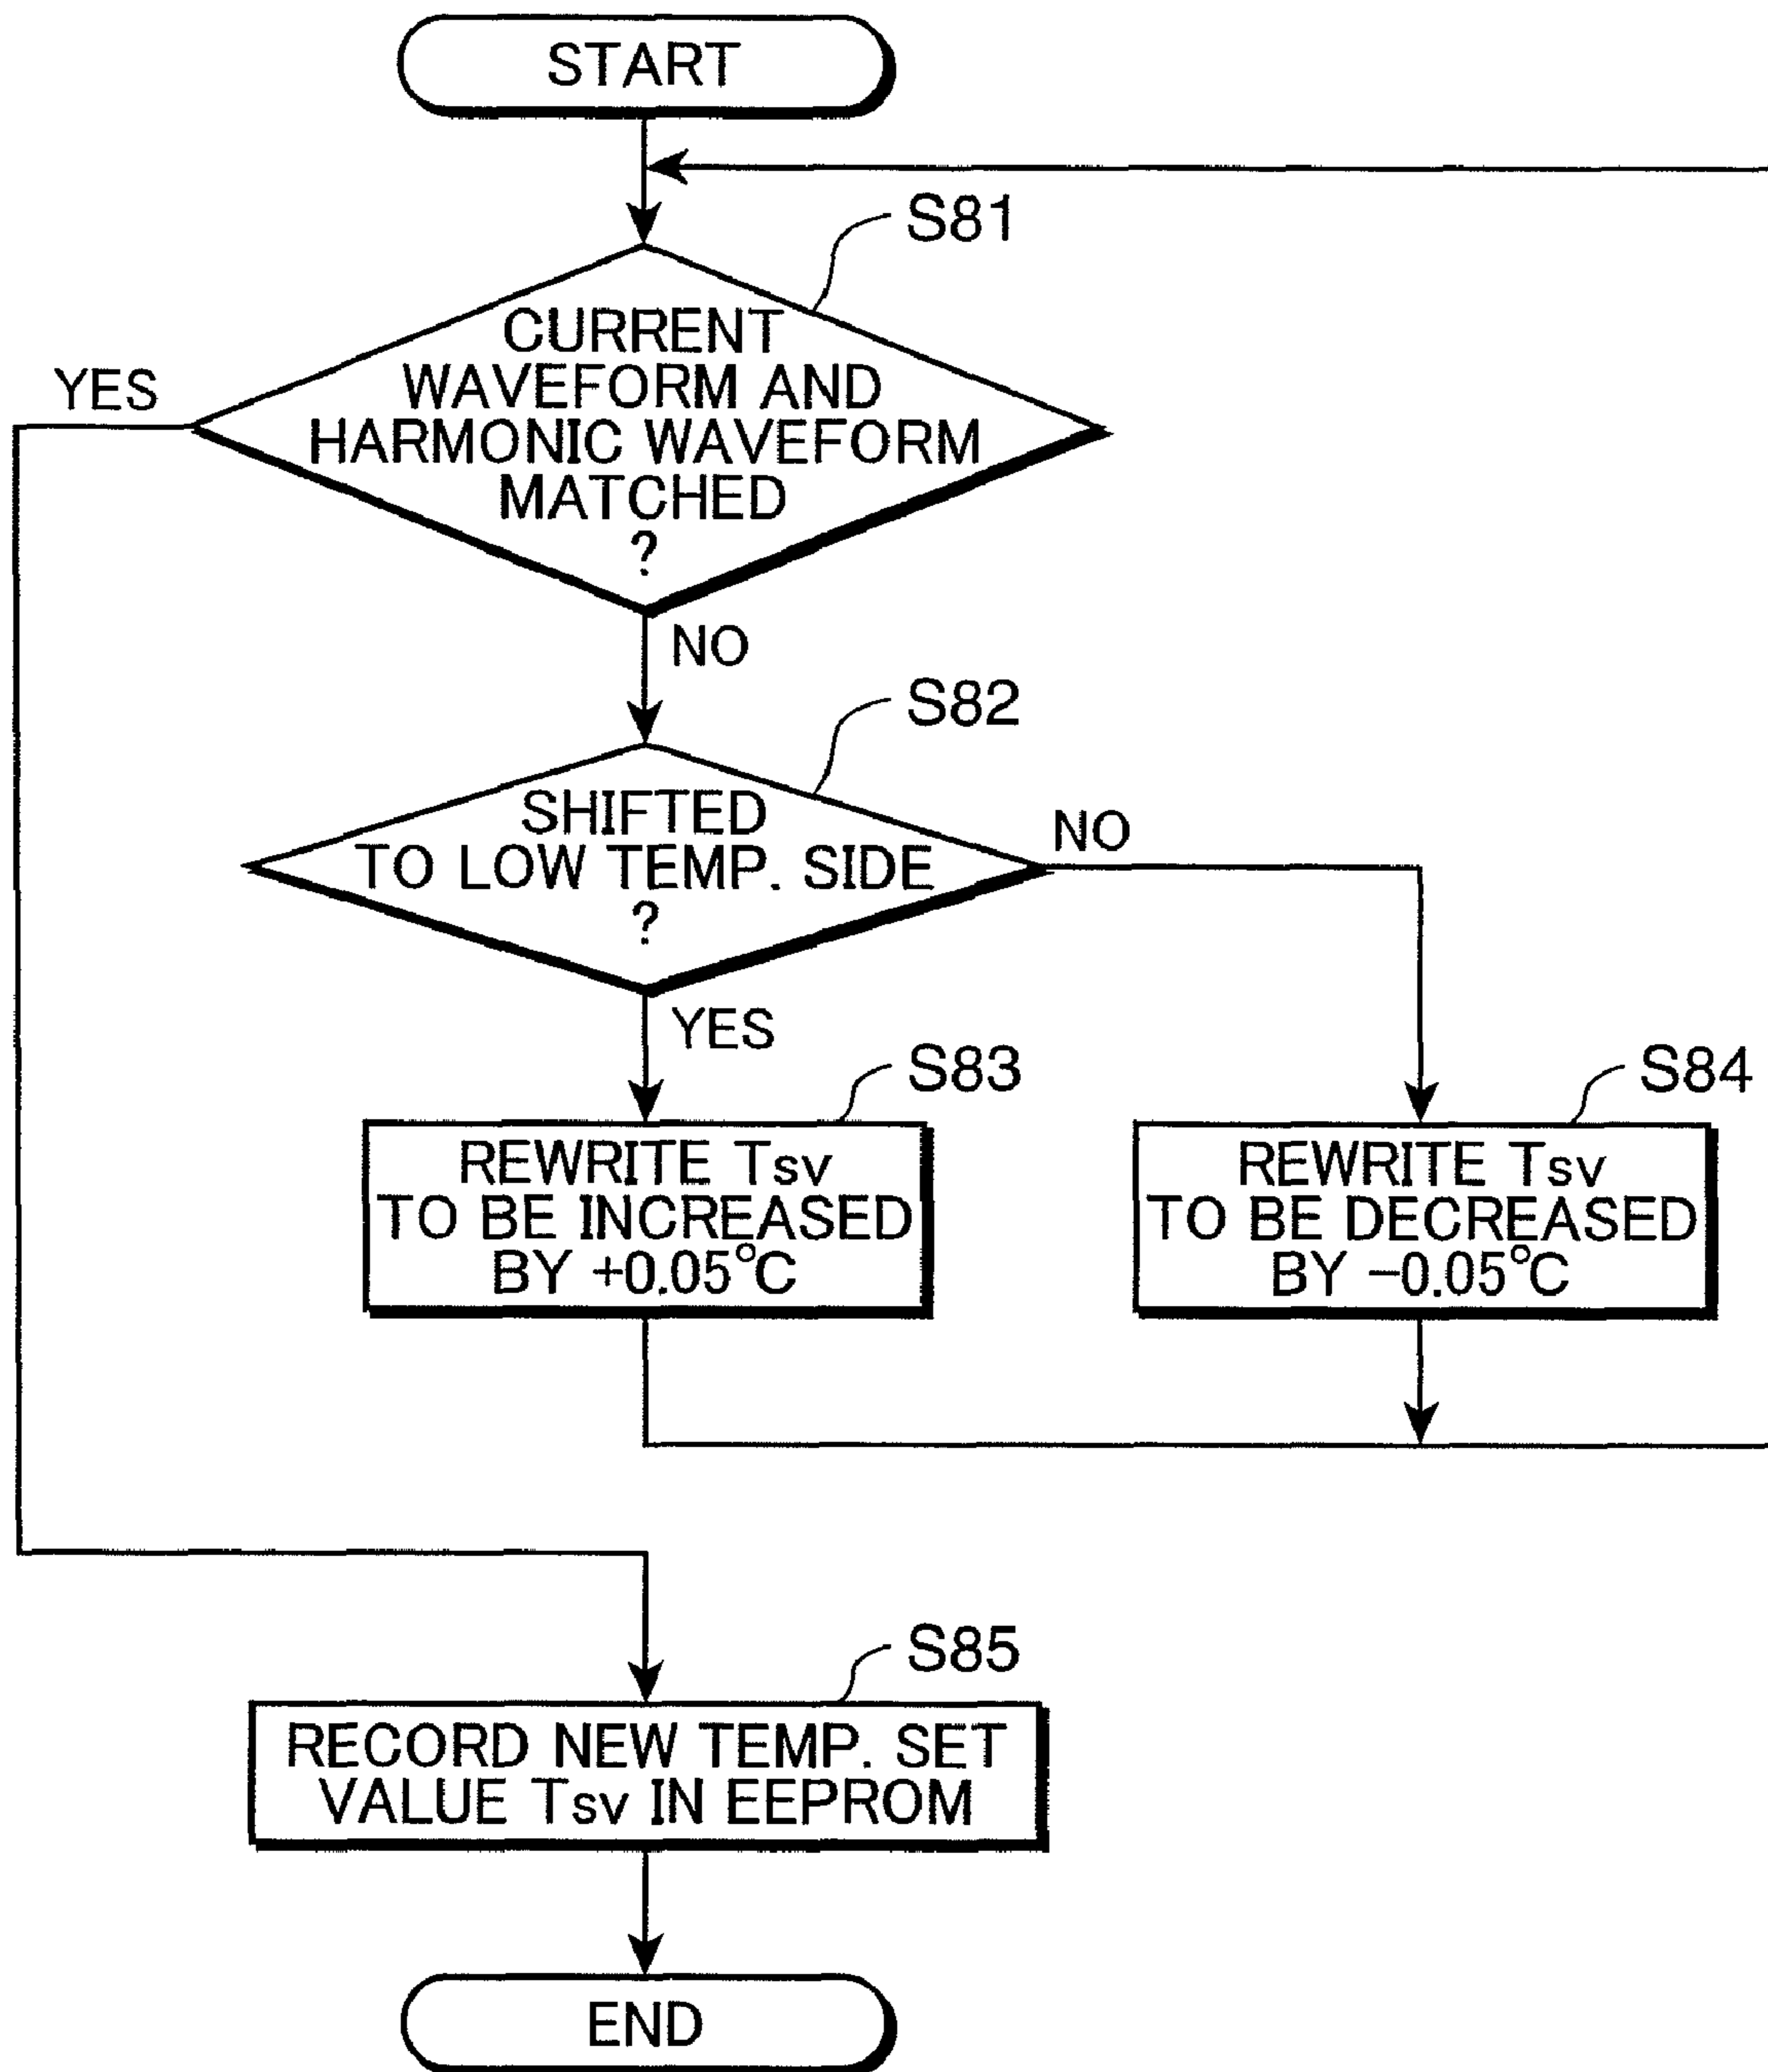 START
S81
CURRENT
WAVEFORM AND
HARMONIC WAVEFORM
MATCHED
?
YES
NO
S82
SHIFTED
TO LOW TEMP. SIDE
?
NO
YES
S83
REWRITE Tsv
TO BE INCREASED
BY +0.05°C
S84
REWRITE Tsv
TO BE DECREASED
BY −0.05°C
S85
RECORD NEW TEMP. SET
VALUE Tsv IN EEPROM
END